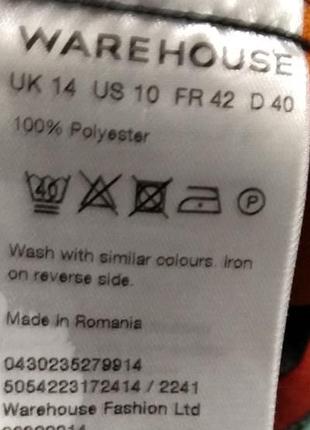 WAREHOUSE
UK 14 US 10 FR 42 D 40
100% Polyester
40 P
Wash with similar colours. Iron
on reverse side.
Made in Romania
0430235279914
5054223172414 / 2241
Warehouse Fashion Ltd